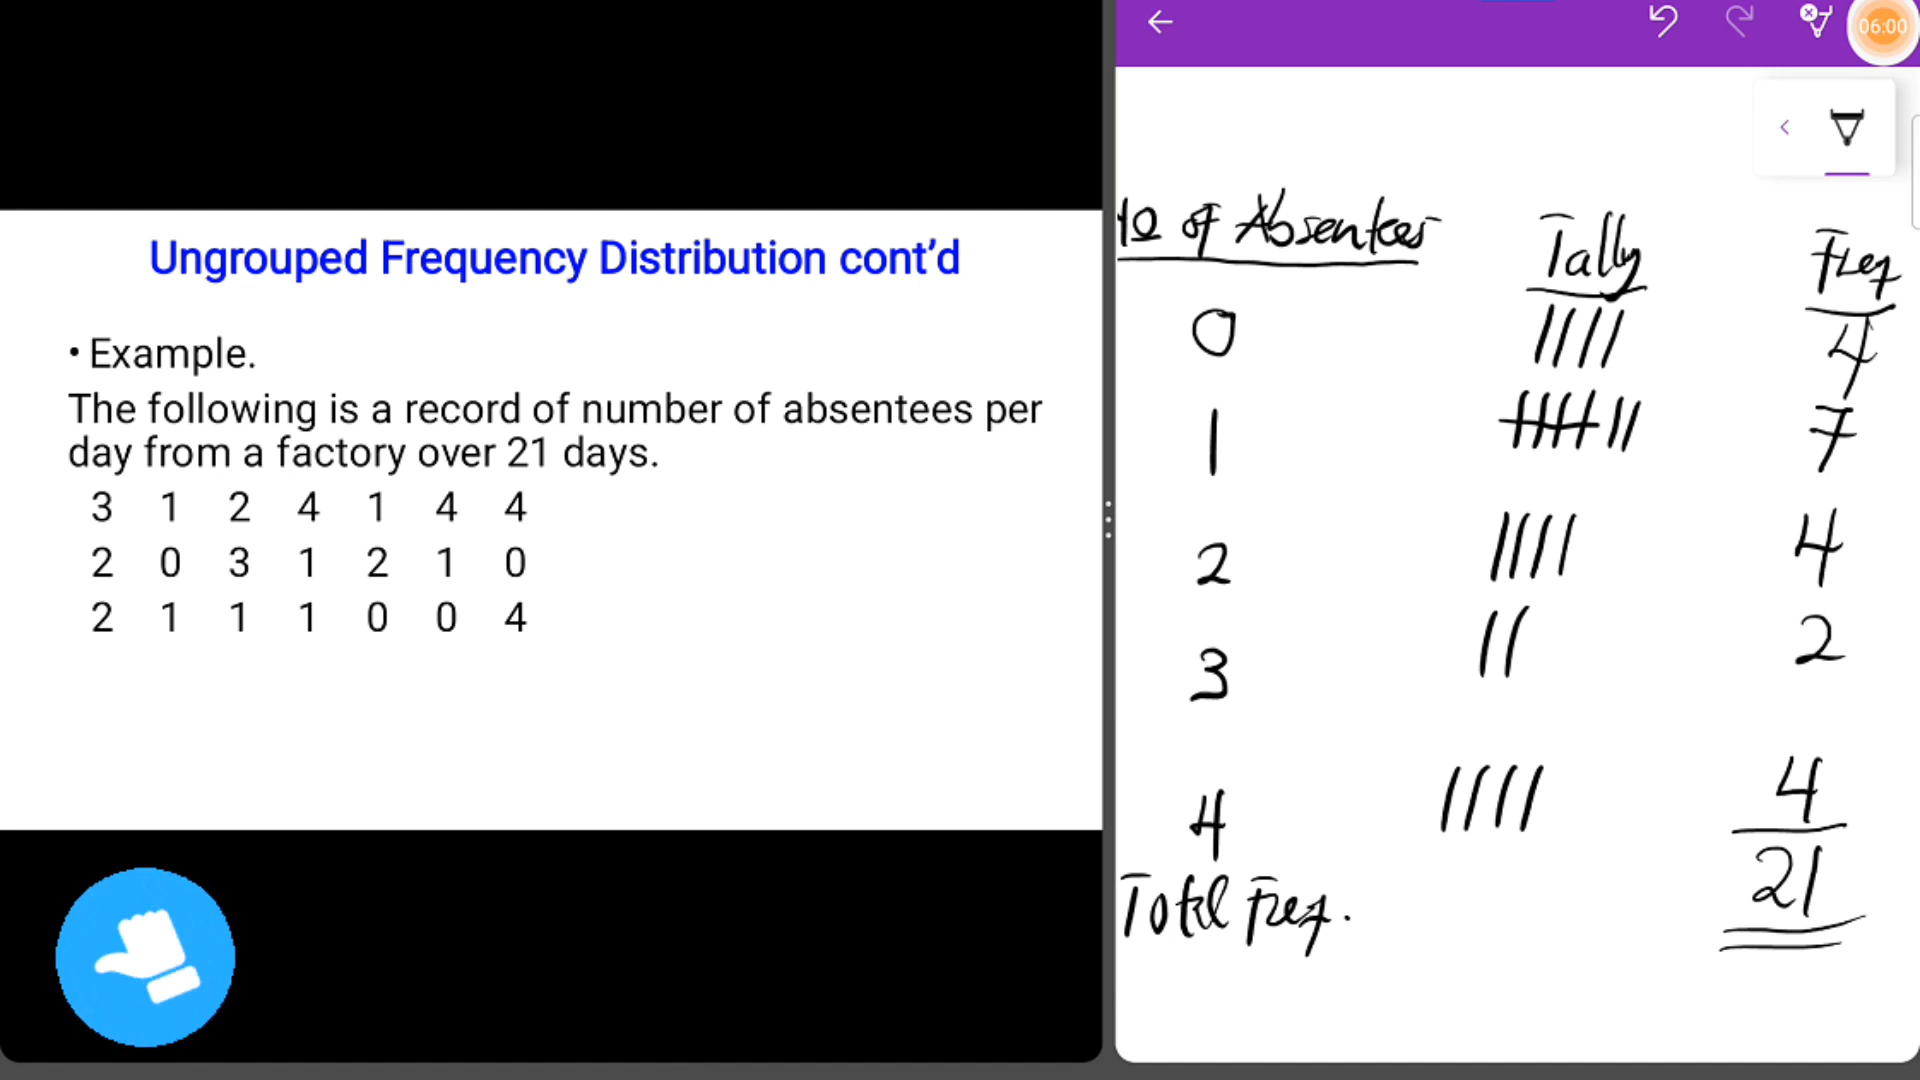 Ungrouped Frequency Distribution cont’d
• Example.
The following is a record of number of absentees per
day from a factory over 21 days.
3 1 2 4 1 4 4
2 0 3 1 2 1 0
2 1 1 1 0 0 4
06:00
of Absentees Tally Freq
0 |||| 4
1 7
2 |||| 4
3 || 2
4 |||| 4
Total Freq. 21